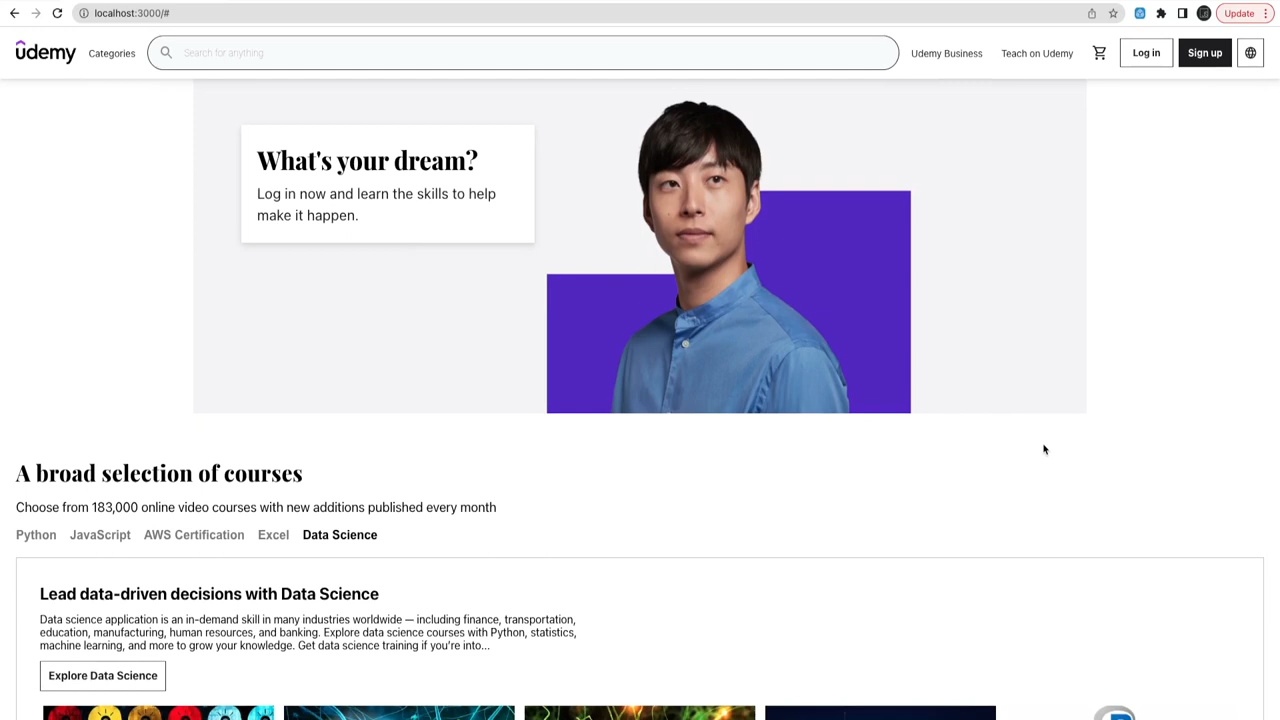 localhost:3000/#
Update
udemy
Categories
Search for anything
Udemy Business
Teach on Udemy
Log in
Sign up
What's your dream?
Log in now and learn the skills to help
make it happen.
A broad selection of courses
Choose from 183,000 online video courses with new additions published every month
Python JavaScript AWS Certification Excel Data Science
Lead data-driven decisions with Data Science
Data science application is an in-demand skill in many industries worldwide — including finance, transportation,
education, manufacturing, human resources, and banking. Explore data science courses with Python, statistics,
machine learning, and more to grow your knowledge. Get data science training if you're into...
Explore Data Science